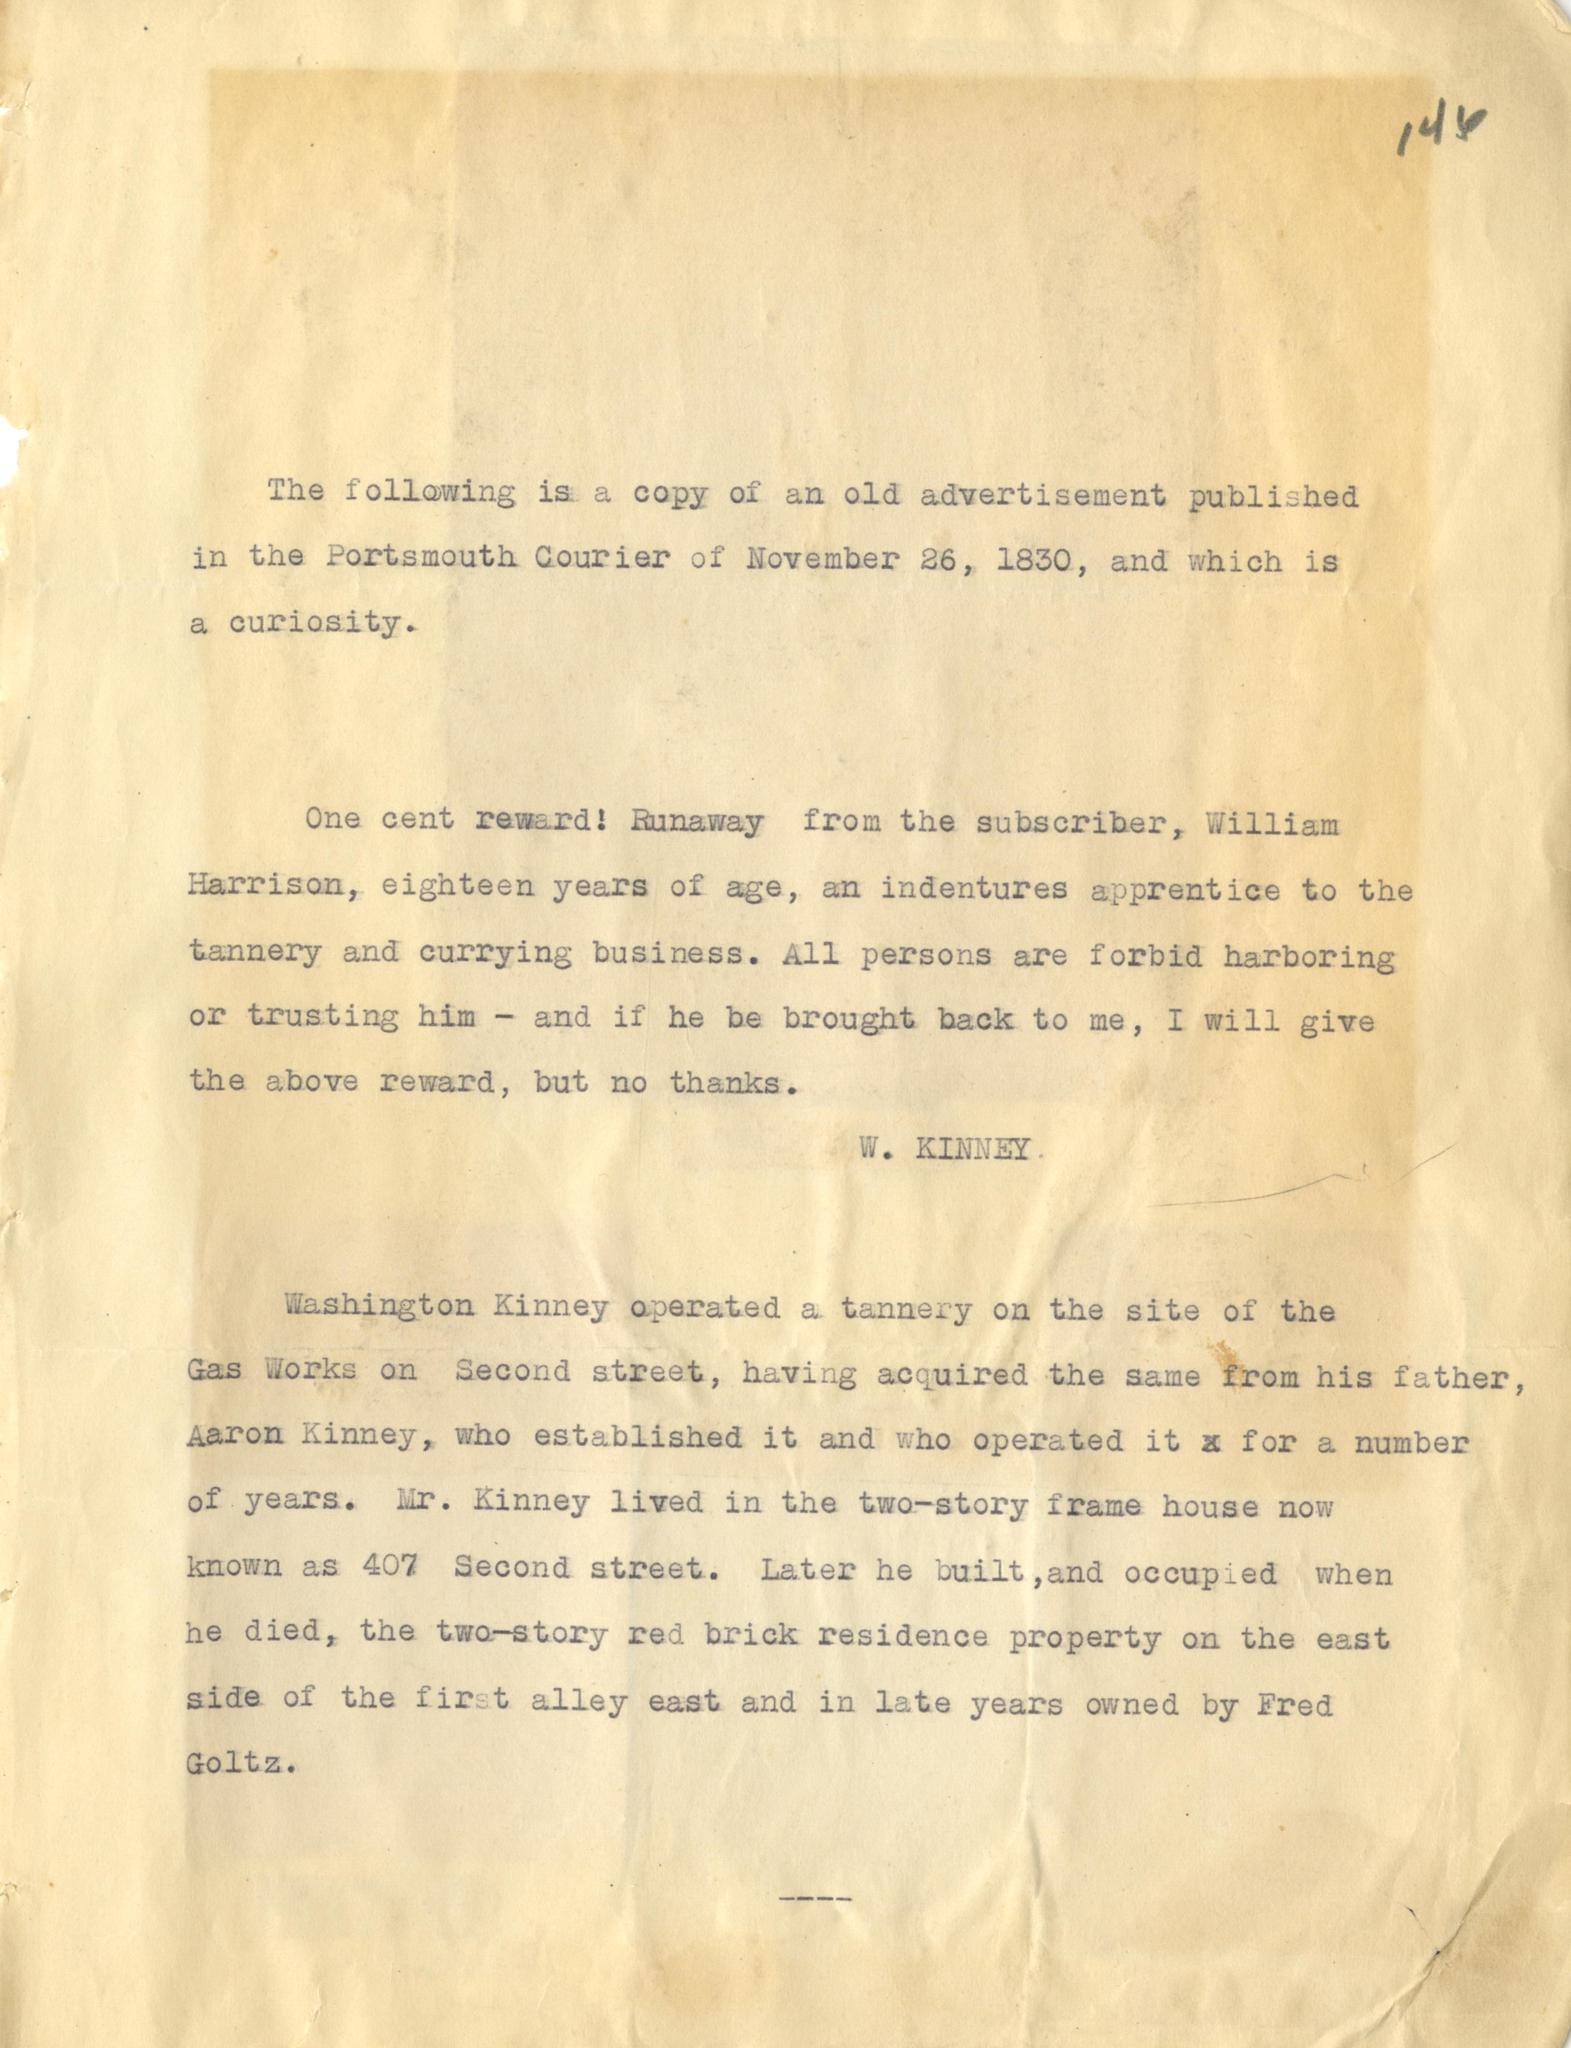 The following is a copy of an old advertisement published
in the Portsmouth Courier of November 26, 1830, and which is
a curiosity.
One cent reward! Runaway from the subscriber, William
Harrison, eighteen years of age, an indentures apprentice to the
tannery and currying business. All persons are forbid harboring
or trusting him - and if he be brought back to me, I will give
the above reward, but no thanks.
W. KINNEY.
Washington Kinney operated a tannery on the site of the
Gas Works on Second street, having acquired the same from his father,
Aaron Kinney, who established it and who operated it x for a number
of years. Mr. Kinney lived in the two-story frame house now
known as 407 Second street. Later he built,and occupied when
he died, the two-story red brick residence property on the east
side of the first alley east and in late years owned by Fred
Goltz.
----